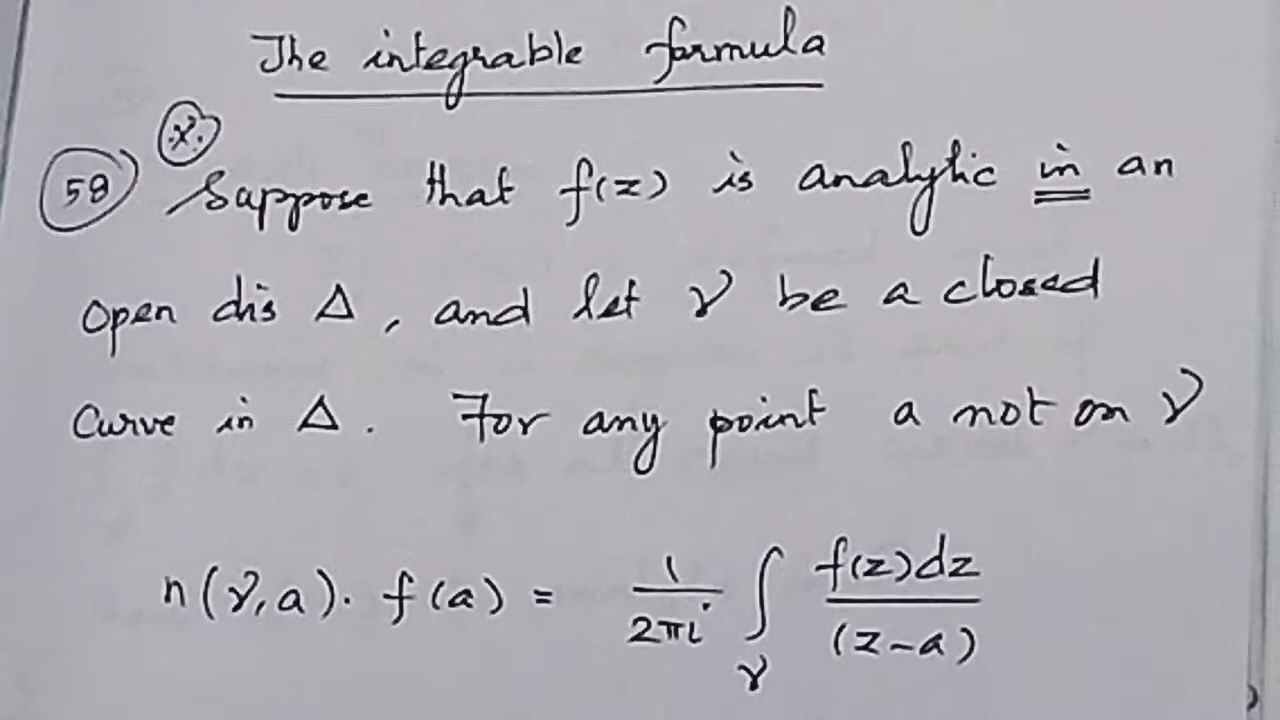 The integrable formula
(x.)
(58) Suppose that f(z) is analytic in an
open dis Δ, and let γ be a closed
Curve in Δ. For any point a not on γ
n(γ,a). f(a) = 1/2πi ∫γ f(z)dz/(z-a)